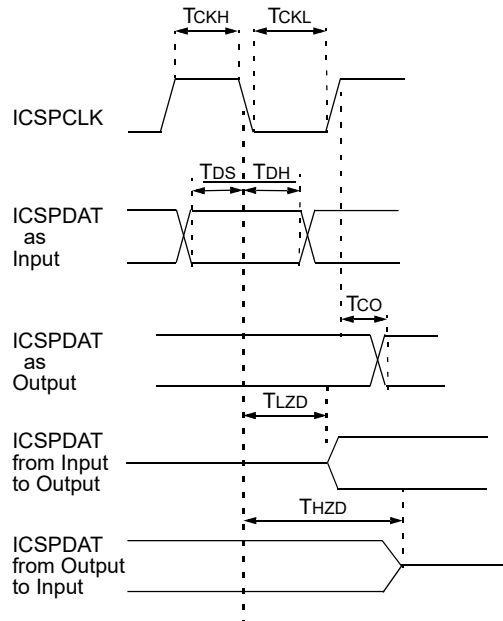 TCKH TCKL
ICSPCLK
TDS TDH
ICSPDAT
as
Input
TCO
ICSPDAT
as
Output
TLZD
ICSPDAT
from Input
to Output
THZD
ICSPDAT
from Output
to Input